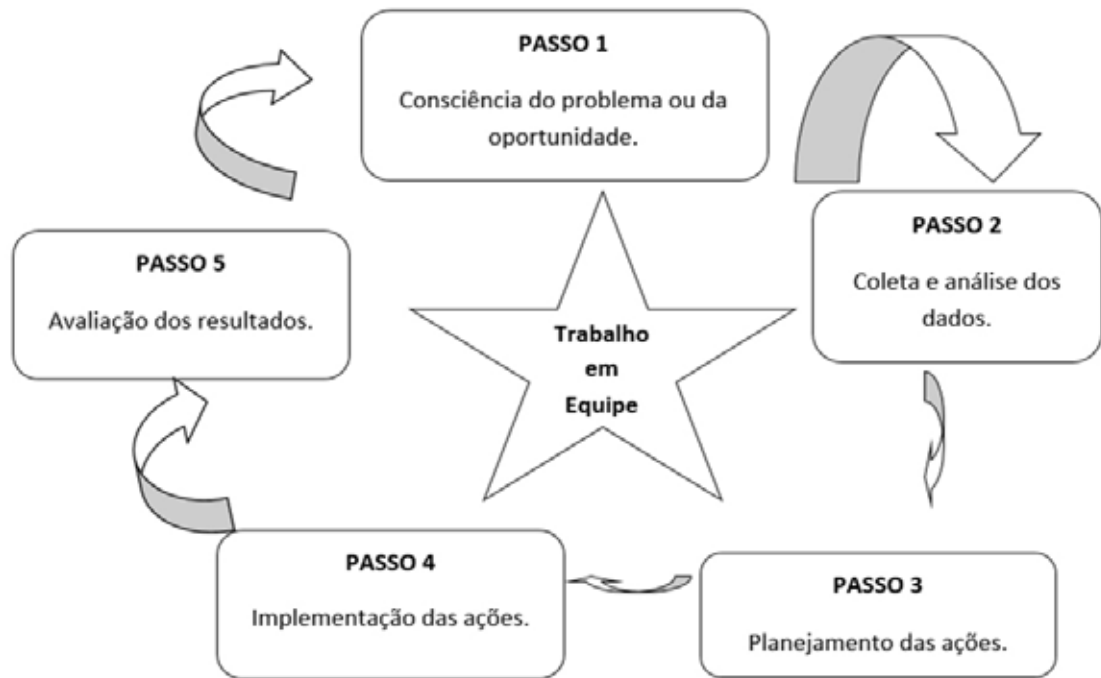 PASSO 1
Consciência do problema ou da
oportunidade.
PASSO 2
Coleta e análise dos
dados.
PASSO 3
Planejamento das ações.
PASSO 4
Implementação das ações.
PASSO 5
Avaliação dos resultados.
Trabalho
em
Equipe